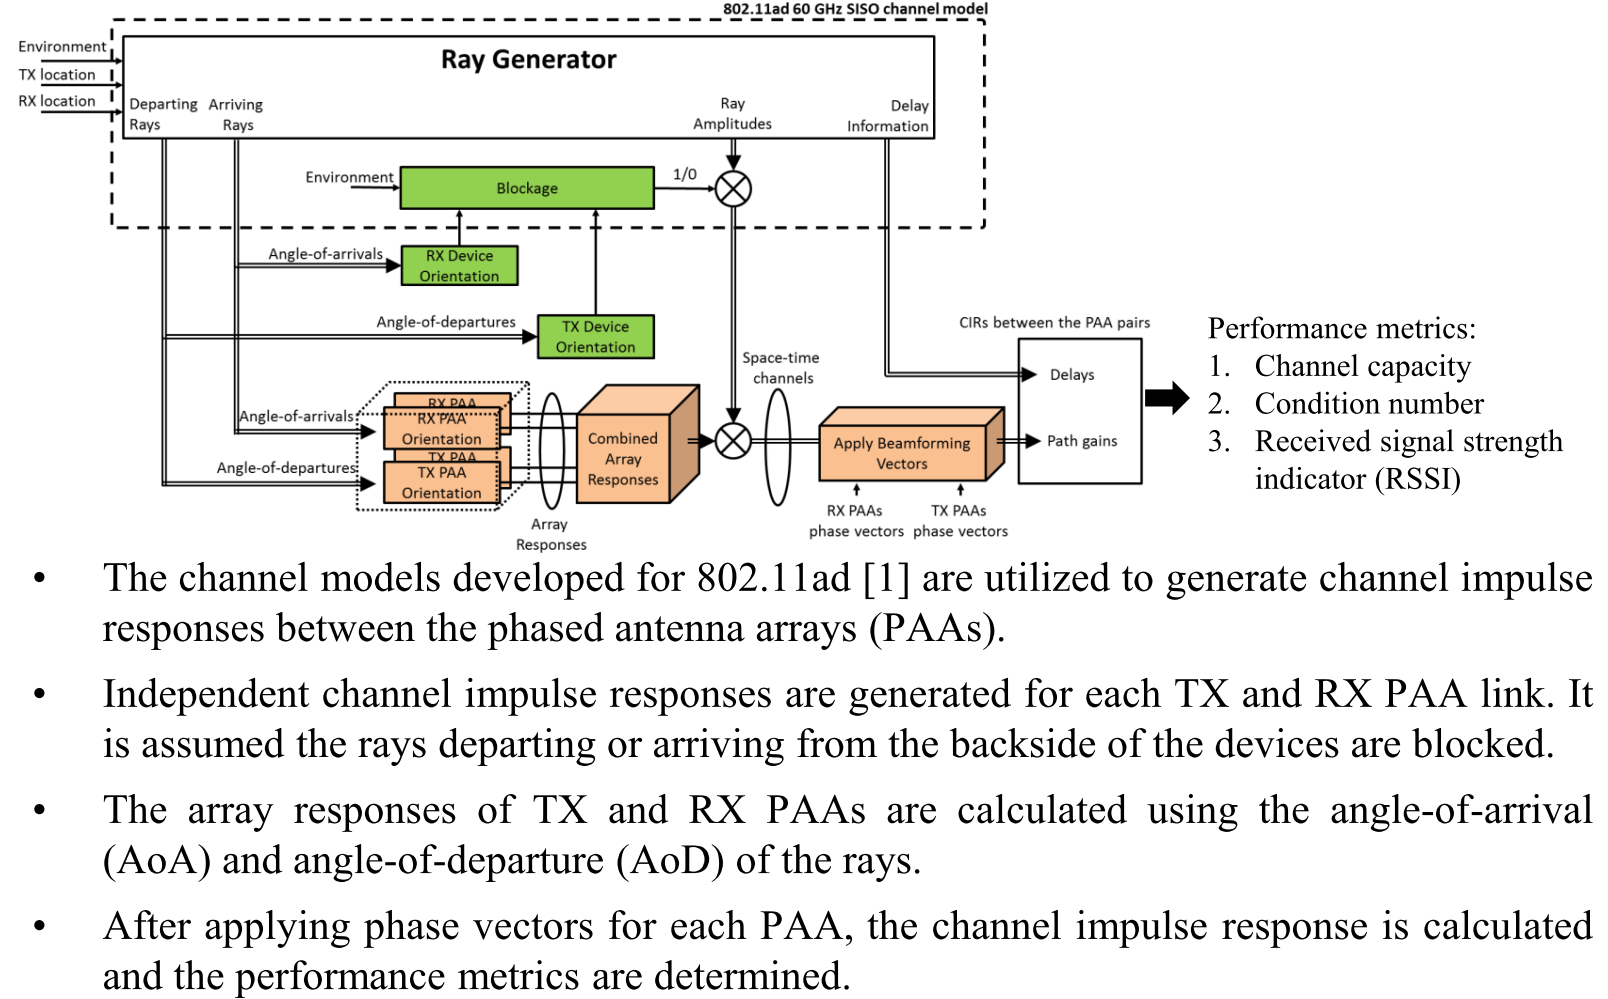 802.11ad 60 GHz SISO channel model
Ray Generator
Environment
TX location
RX location
Departing
Rays
Arriving
Rays
Ray
Amplitudes
Delay
Information
Environment
Blockage
1/0
Angle-of-arrivals
RX Device
Orientation
Angle-of-departures
TX Device
Orientation
Angle-of-arrivals
RX PAA
RX PAA
Orientation
Angle-of-departures
TX PAA
TX PAA
Orientation
Array
Responses
Combined
Array
Responses
Space-time
channels
Apply Beamforming
Vectors
RX PAAs
phase vectors
TX PAAs
phase vectors
CIRs between the PAA pairs
Delays
Path gains
Performance metrics:
1. Channel capacity
2. Condition number
3. Received signal strength
indicator (RSSI)
• The channel models developed for 802.11ad [1] are utilized to generate channel impulse
responses between the phased antenna arrays (PAAs).
• Independent channel impulse responses are generated for each TX and RX PAA link. It
is assumed the rays departing or arriving from the backside of the devices are blocked.
• The array responses of TX and RX PAAs are calculated using the angle-of-arrival
(AoA) and angle-of-departure (AoD) of the rays.
• After applying phase vectors for each PAA, the channel impulse response is calculated
and the performance metrics are determined.